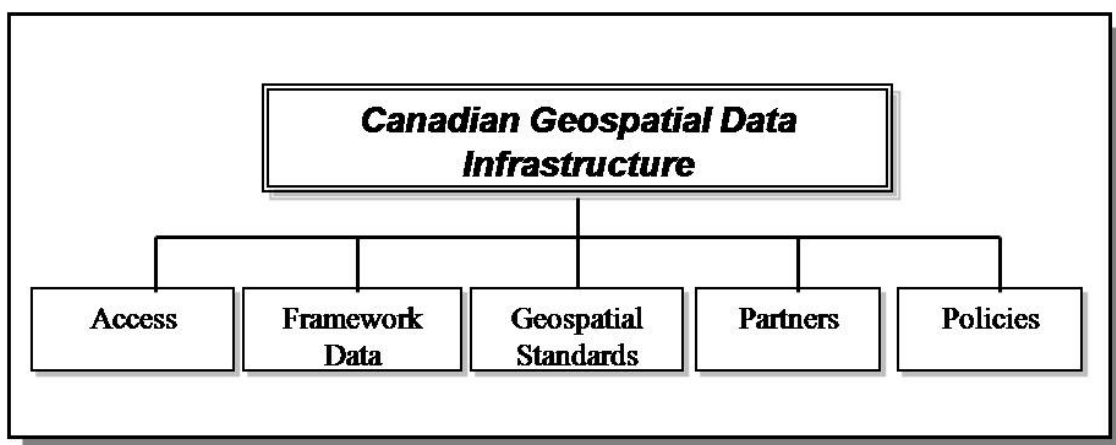 Canadian Geospatial Data
Infrastructure
Access
Framework
Data
Geospatial
Standards
Partners
Policies